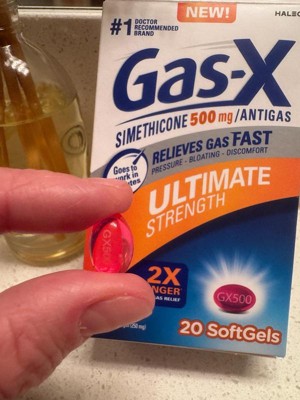 NEW!
HALEO
#1 DOCTOR
RECOMMENDED
BRAND
Gas-X
SIMETHICONE 500 mg/ANTIGAS
Goes to
work in
RELIEVES GAS FAST
PRESSURE - BLOATING - DISCOMFORT
ULTIMATE
STRENGTH
GX500
2X
GX500
20 SoftGels